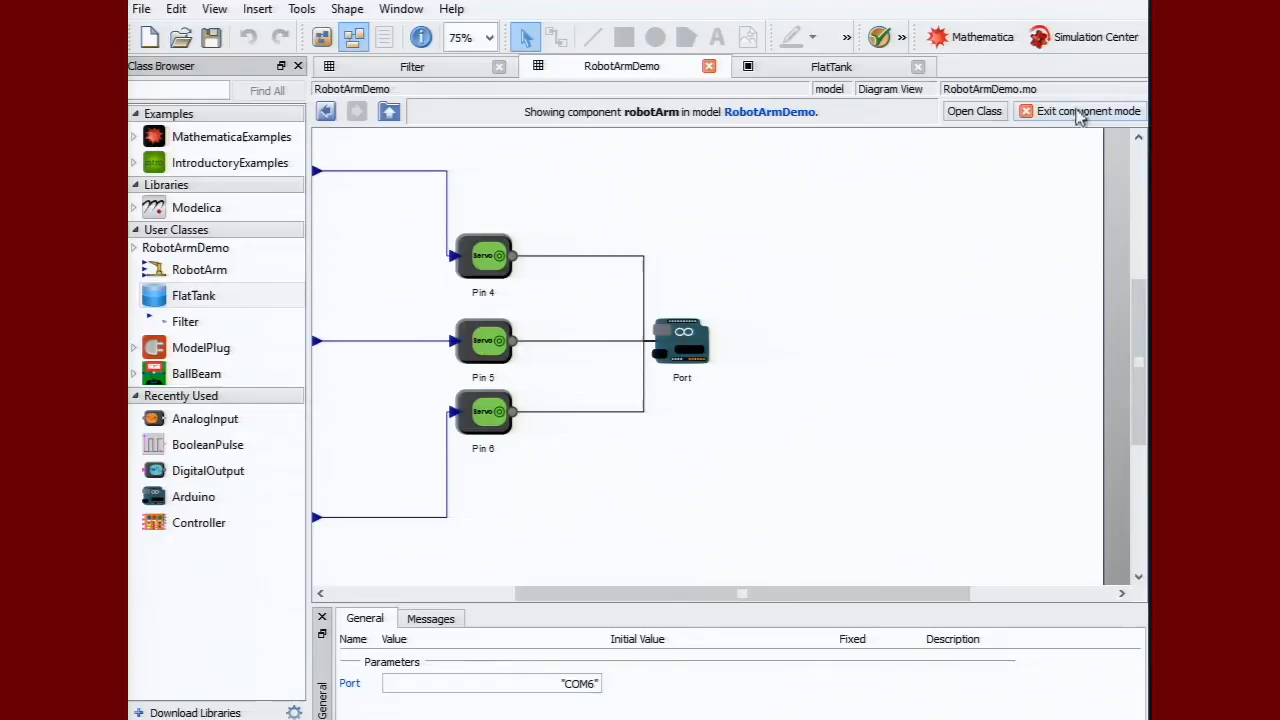 File Edit View Insert Tools Shape Window Help
75% » » Mathematica Simulation Center
Class Browser
Filter RobotArmDemo FlatTank
Find All
RobotArmDemo model Diagram View RobotArmDemo.mo
Showing component robotArm in model RobotArmDemo. Open Class Exit component mode
Examples
MathematicaExamples
IntroductoryExamples
Libraries
Modelica
User Classes
RobotArmDemo
RobotArm
FlatTank
Filter
ModelPlug
BallBeam
Recently Used
AnalogInput
BooleanPulse
DigitalOutput
Arduino
Controller
Download Libraries
Servo
Pin 4
Servo
Pin 5
Port
Servo
Pin 6
General Messages
Name Value Initial Value Fixed Description
Parameters
Port "COM6"
General